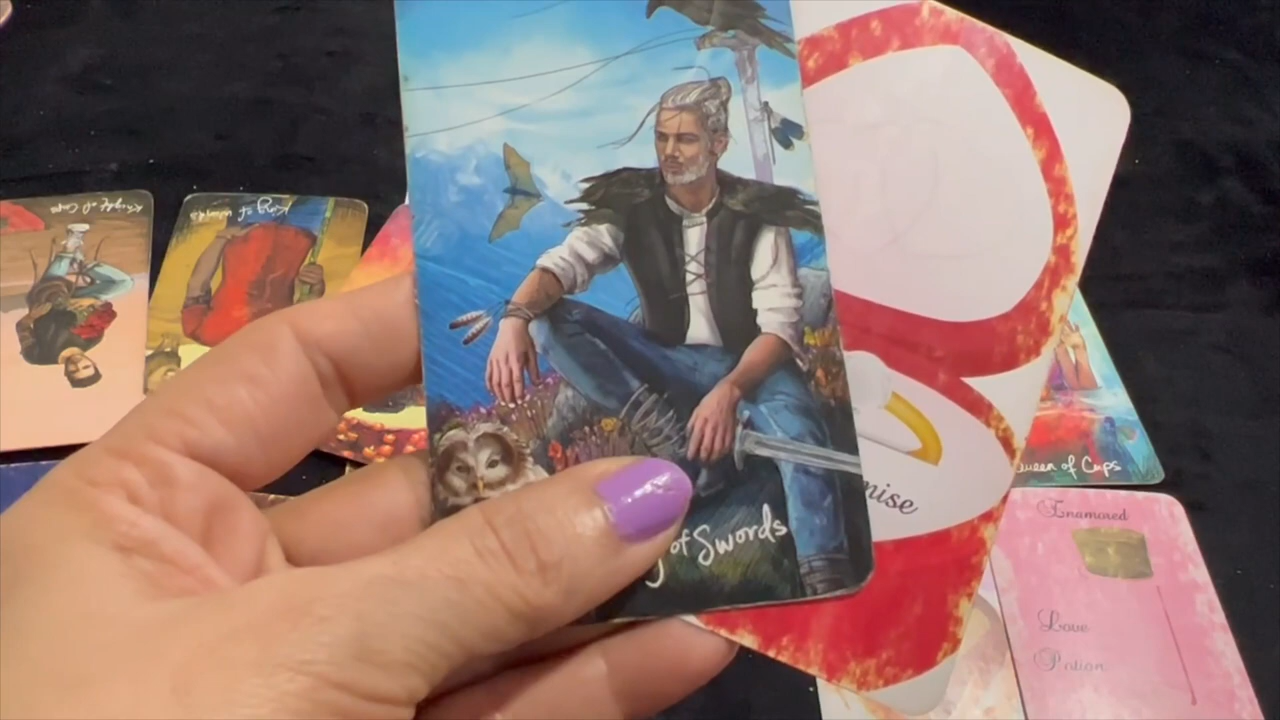 Knight of Cups
King of Wands
g of Swords
Queen of Cups
mise
Enamored
Love
Potion